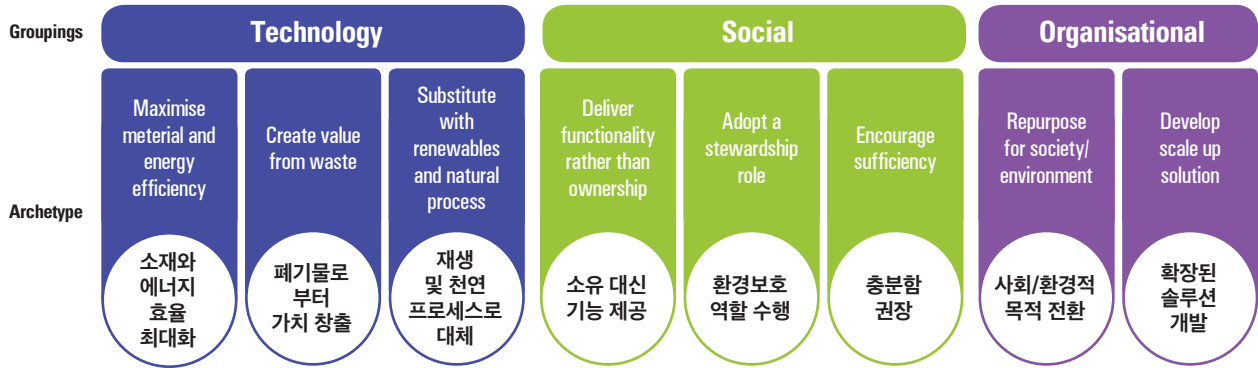 Groupings
Technology
Social
Organisational
Archetype
Maximise
meterial and
energy
efficiency
소재와
에너지
효율
최대화
Create value
from waste
폐기물로
부터
가치 창출
Substitute
with
renewables
and natural
process
재생
및 천연
프로세스로
대체
Deliver
functionality
rather than
ownership
소유 대신
기능 제공
Adopt a
stewardship
role
환경보호
역할 수행
Encourage
sufficiency
충분함
권장
Repurpose
for society/
environment
사회/환경적
목적 전환
Develop
scale up
solution
확장된
솔루션
개발